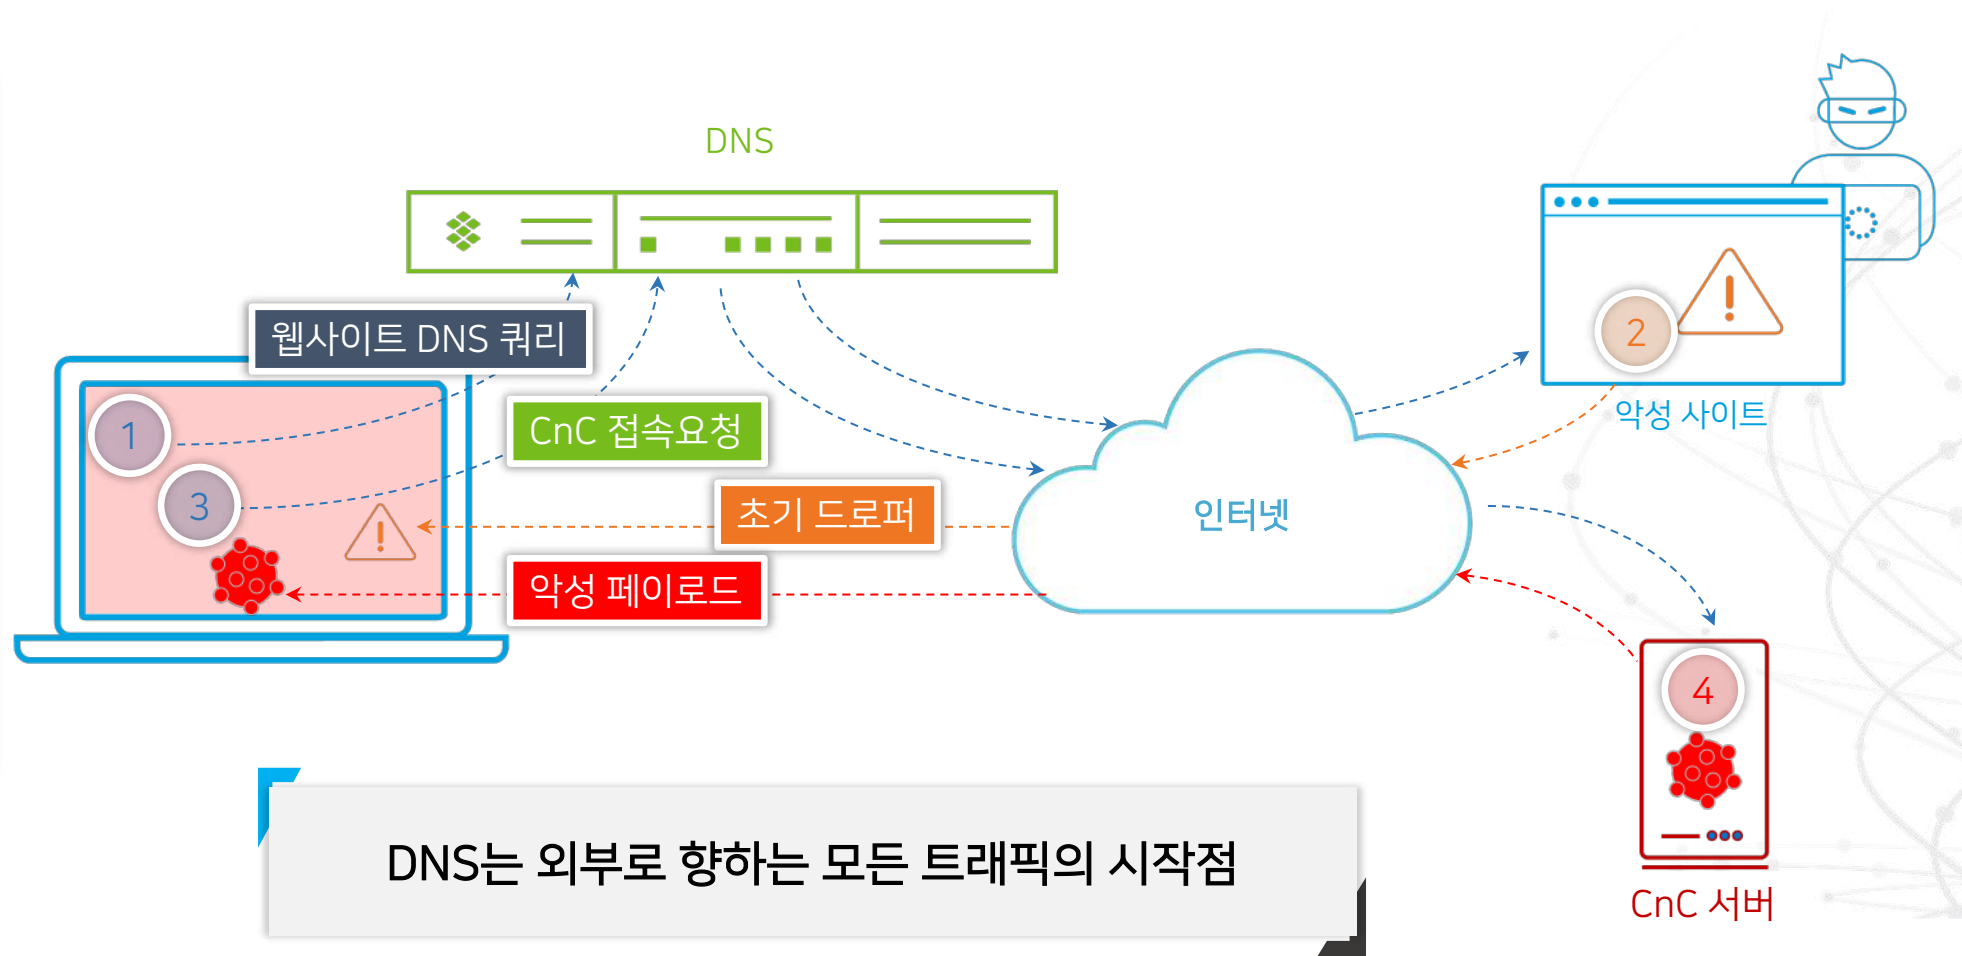 DNS
웹사이트 DNS 쿼리
1
CnC 접속요청
2
악성 사이트
3
초기 드로퍼
인터넷
악성 페이로드
4
DNS는 외부로 향하는 모든 트래픽의 시작점
CnC 서버